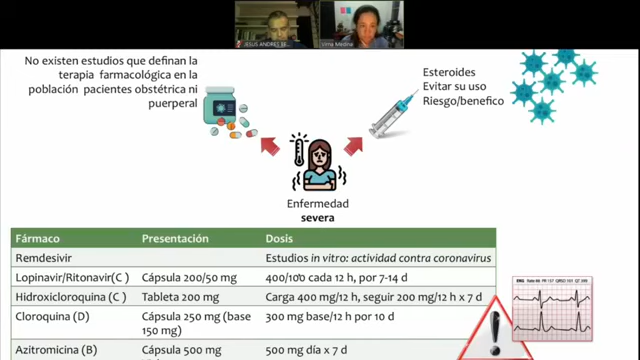 JESUS ANDRES BE
Virna Medina
No existen estudios que definan la
terapia farmacológica en la
población pacientes obstétrica ni
puerperal
Esteroides
Evitar su uso
Riesgo/benefico
Enfermedad
severa
Fármaco Presentación Dosis
Remdesivir Estudios in vitro: actividad contra coronavirus
Lopinavir/Ritonavir(C ) Cápsula 200/50 mg 400/100 cada 12 h, por 7-14 d
Hidroxicloroquina (C ) Tableta 200 mg Carga 400 mg/12 h, seguir 200 mg/12 h x 7 d
Cloroquina (D) Cápsula 250 mg (base 300 mg base/12 h por 10 d
150 mg)
Azitromicina (B) Cápsula 500 mg 500 mg día x 7 d